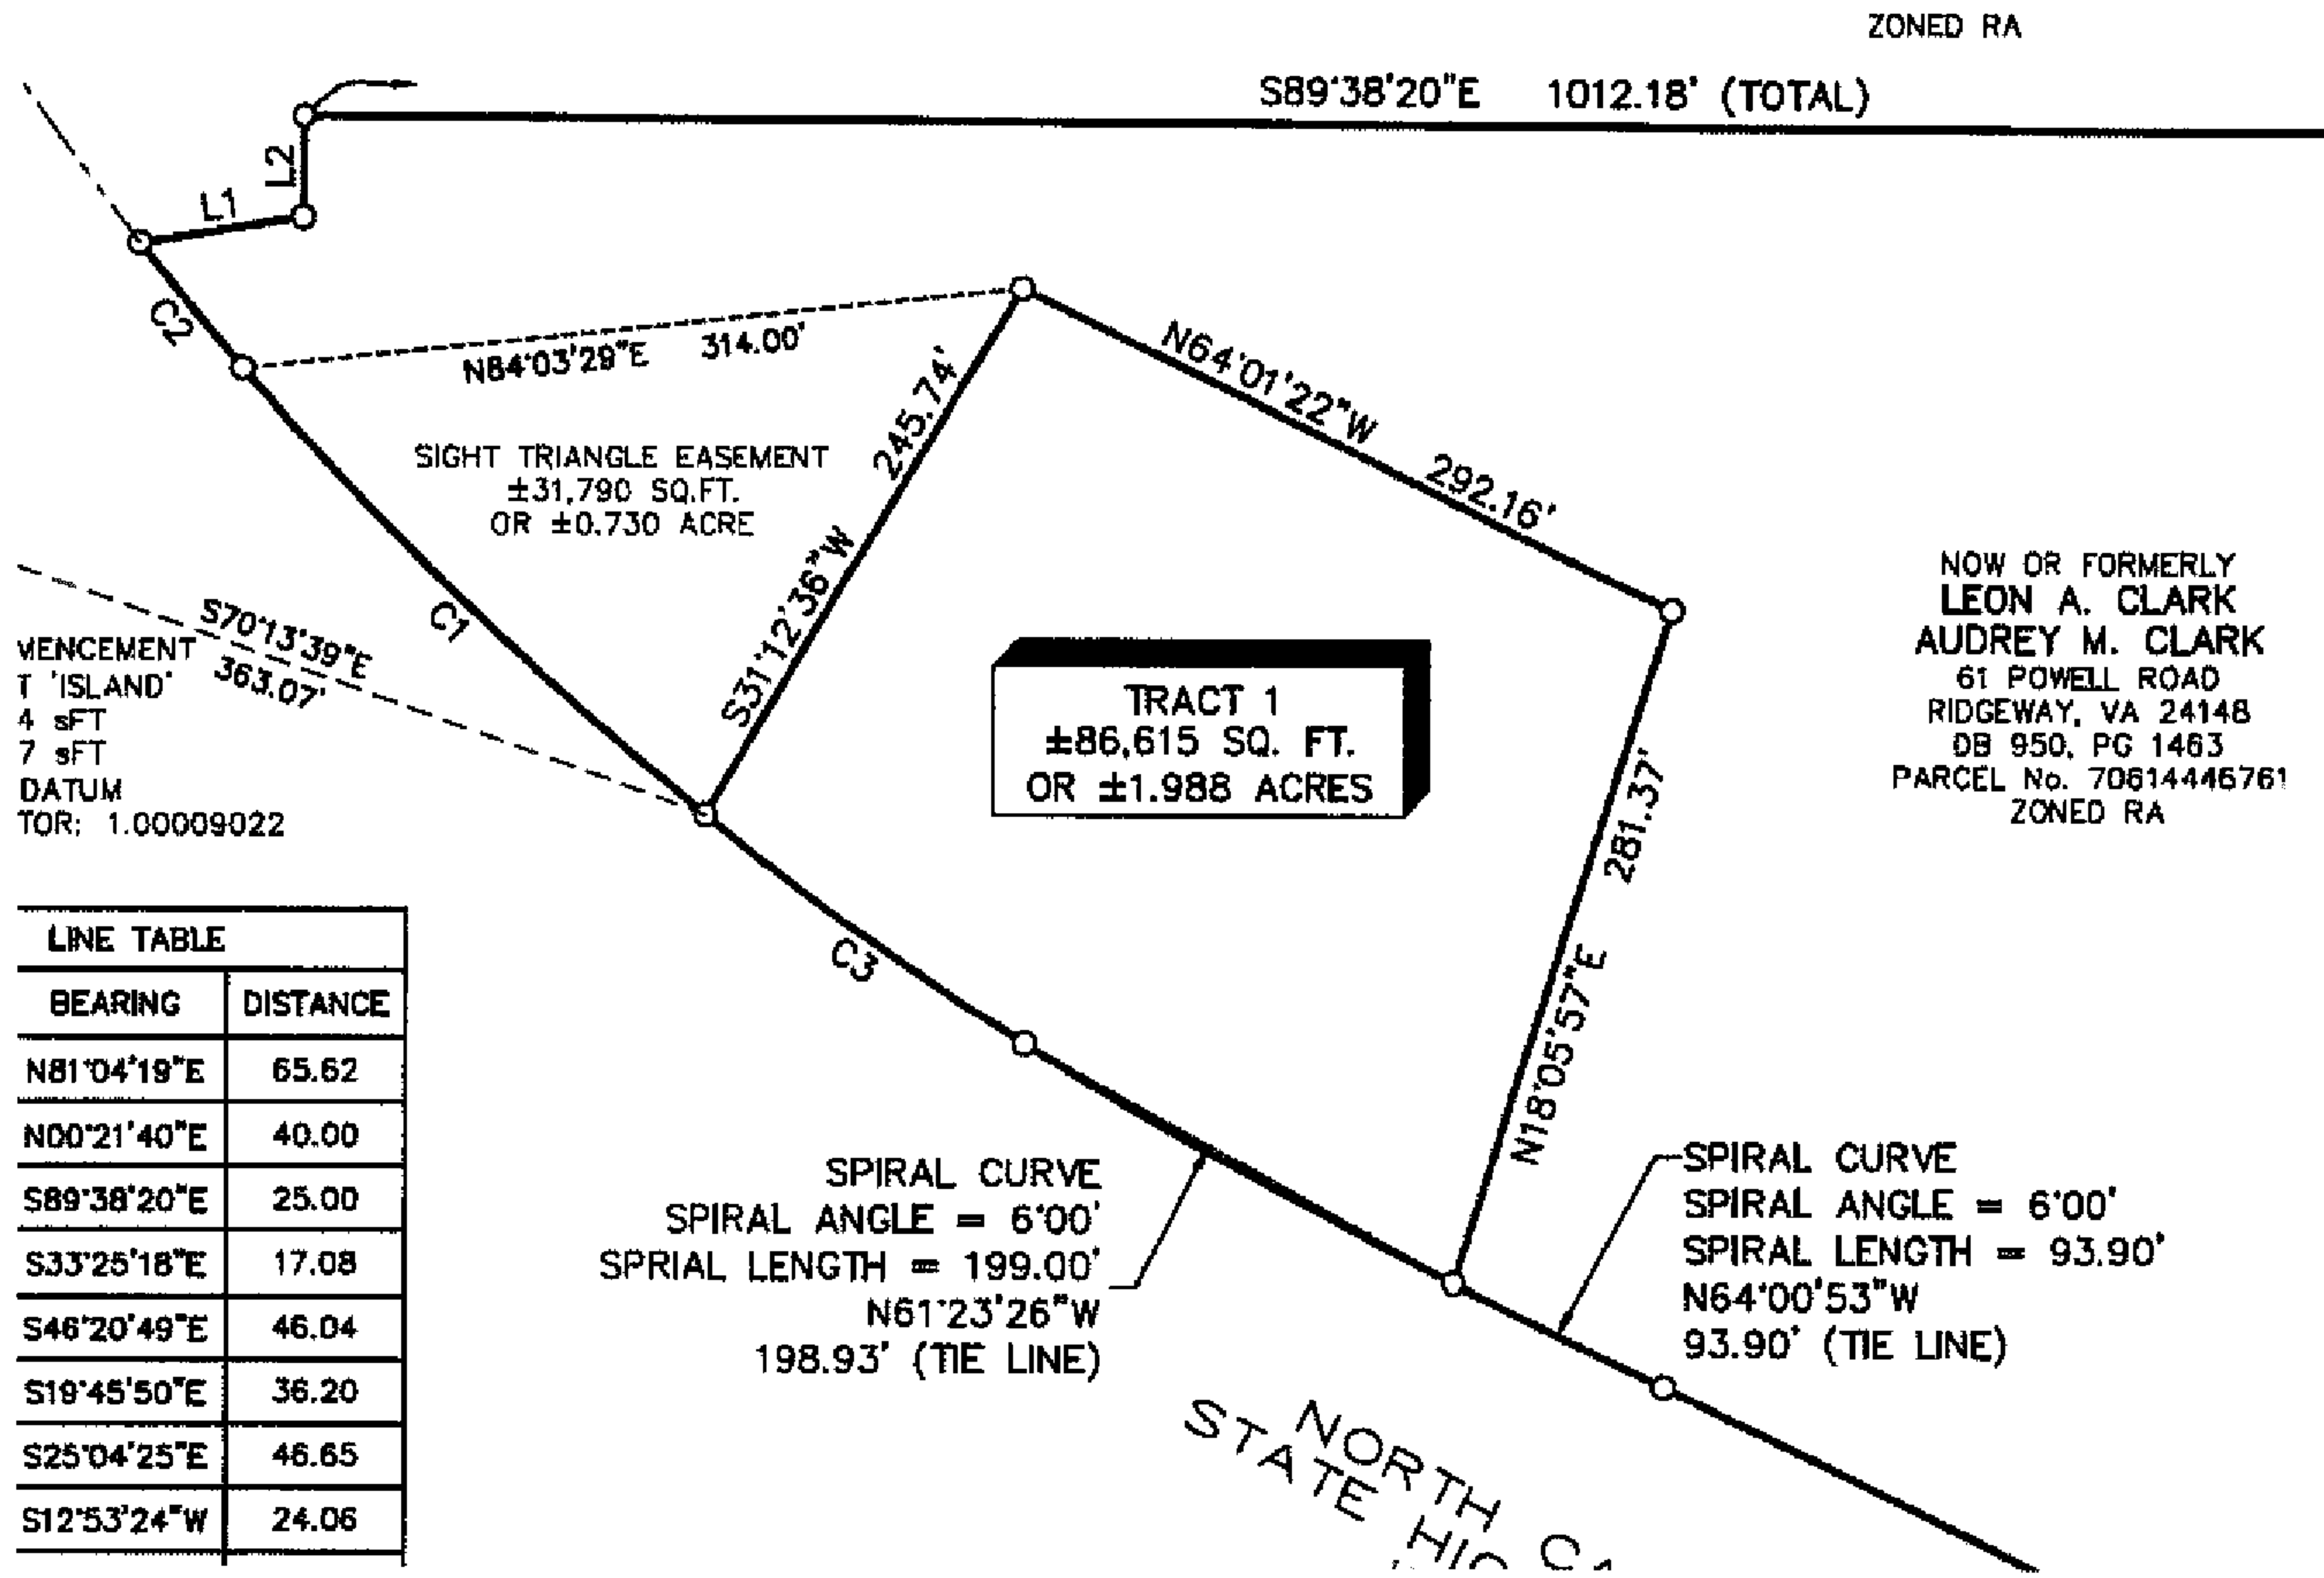 ZONED RA
S89°38'20"E 1012.18' (TOTAL)
L2
L1
C2
N84°03'29"E 314.00'
N64°01'22"W 292.16'
SIGHT TRIANGLE EASEMENT
±31,790 SQ.FT.
OR ±0.730 ACRE
S31°12'36"W 245.74'
C1
S70°13'39"E
363.07'
MENCEMENT
T 'ISLAND'
4 sFT
7 sFT
DATUM
TOR: 1.00009022
TRACT 1
±86,615 SQ. FT.
OR ±1.988 ACRES
N18°05'57"E 281.37'
NOW OR FORMERLY
LEON A. CLARK
AUDREY M. CLARK
61 POWELL ROAD
RIDGEWAY, VA 24148
DB 950, PG 1463
PARCEL No. 70614446761
ZONED RA
C3
LINE TABLE
BEARING DISTANCE
N81°04'19"E 65.62
N00°21'40"E 40.00
S89°38'20"E 25.00
S33°25'18"E 17.08
S46°20'49"E 46.04
S19°45'50"E 36.20
S25°04'25"E 46.65
S12°53'24"W 24.06
SPIRAL CURVE
SPIRAL ANGLE = 6°00'
SPRIAL LENGTH = 199.00'
N61°23'26"W
198.93' (TIE LINE)
SPIRAL CURVE
SPIRAL ANGLE = 6°00'
SPIRAL LENGTH = 93.90'
N64°00'53"W
93.90' (TIE LINE)
NORTH CA
STATE HIG